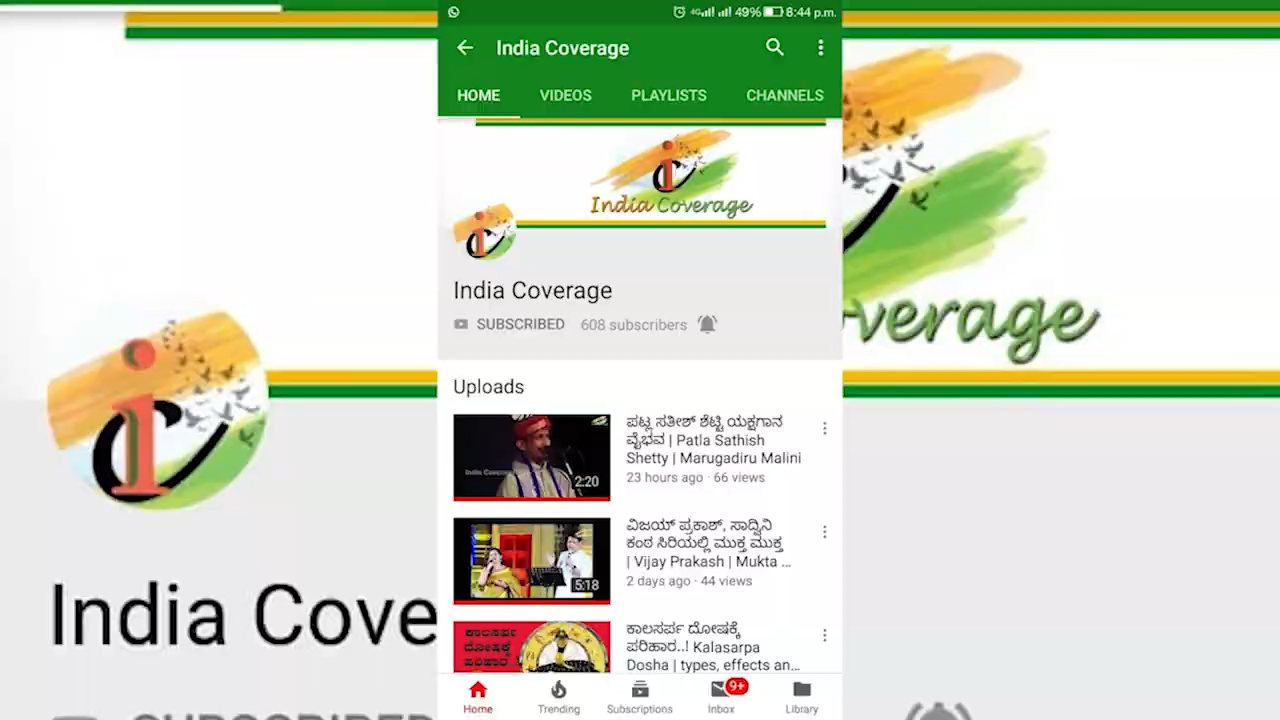 49% 8:44 p.m.
India Coverage
HOME VIDEOS PLAYLISTS CHANNELS
India Coverage
India Coverage
SUBSCRIBED 608 subscribers
Uploads
ಪಟ್ಲ ಸತೀಶ್ ಶೆಟ್ಟಿ ಯಕ್ಷಗಾನ
ವೈಭವ | Patla Sathish
Shetty | Marugadiru Malini
23 hours ago · 66 views
2:20
ವಿಜಯ್ ಪ್ರಕಾಶ್, ಸಾದ್ವಿನಿ
ಕಂಠ ಸಿರಿಯಲ್ಲಿ ಮುಕ್ತ ಮುಕ್ತ
| Vijay Prakash | Mukta ...
2 days ago · 44 views
5:18
ಕಾಲಸರ್ಪ
ದೋಷಕ್ಕೆ
ಪರಿಹಾರ..!
ಕಾಲಸರ್ಪ ದೋಷಕ್ಕೆ
ಪರಿಹಾರ..! Kalasarpa
Dosha | types, effects an...
9+
Home Trending Subscriptions Inbox Library
verage
India Cove